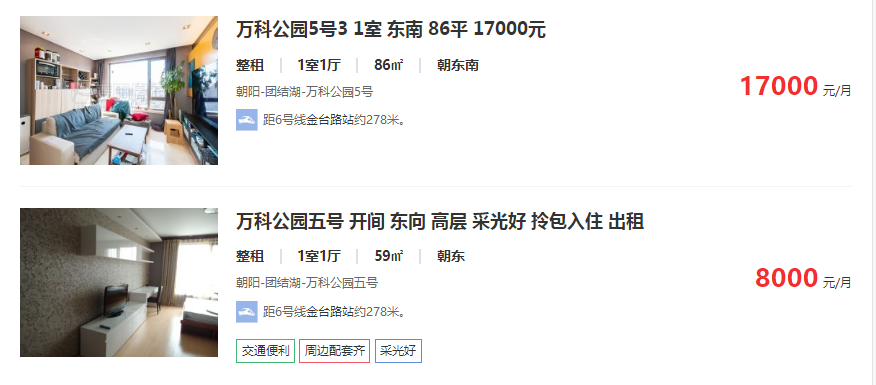 万科公园5号3 1室 东南 86平 17000元
整租 | 1室1厅 | 86㎡ | 朝东南
朝阳-团结湖-万科公园5号
17000 元/月
距6号线金台路站约278米。
万科公园五号 开间 东向 高层 采光好 拎包入住 出租
整租 | 1室1厅 | 59㎡ | 朝东
朝阳-团结湖-万科公园五号
8000 元/月
距6号线金台路站约278米。
交通便利 周边配套齐 采光好